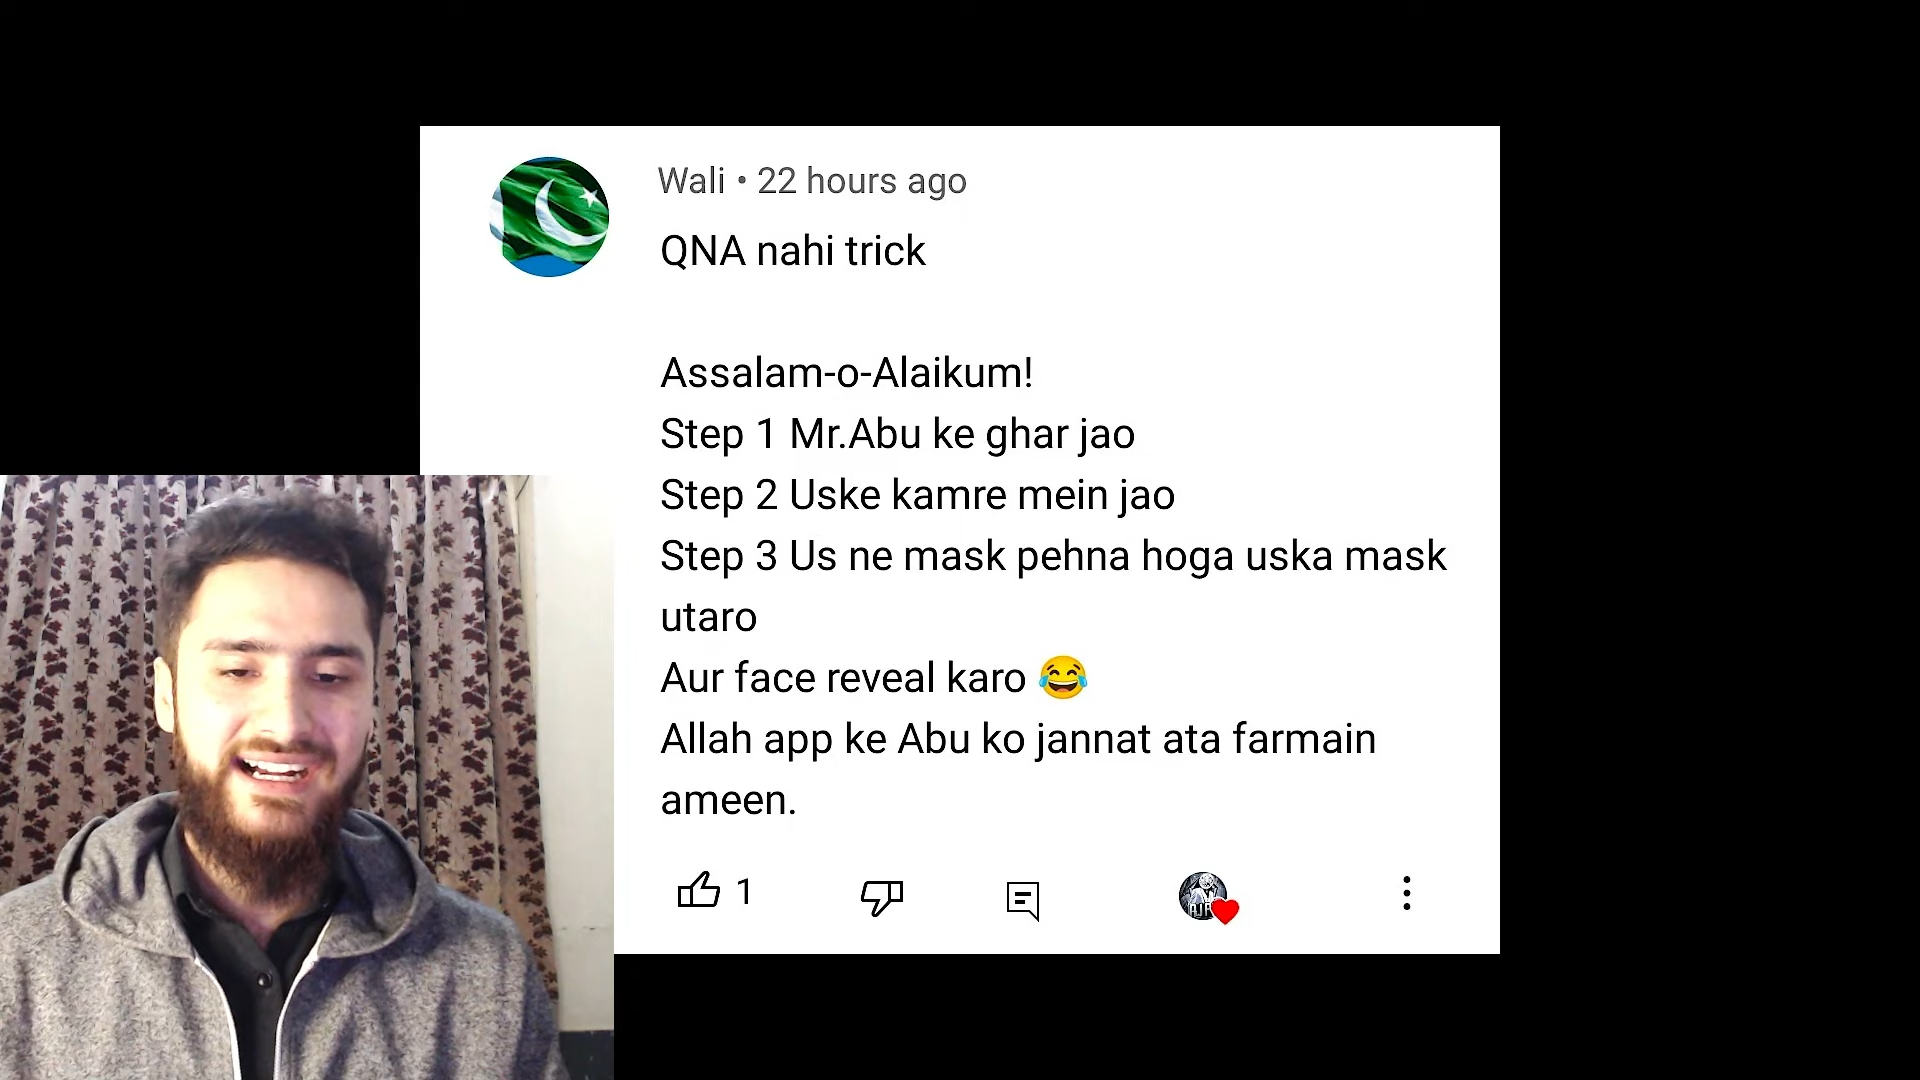 Wali • 22 hours ago
QNA nahi trick
Assalam-o-Alaikum!
Step 1 Mr.Abu ke ghar jao
Step 2 Uske kamre mein jao
Step 3 Us ne mask pehna hoga uska mask
utaro
Aur face reveal karo 😂
Allah app ke Abu ko jannat ata farmain
ameen.
1